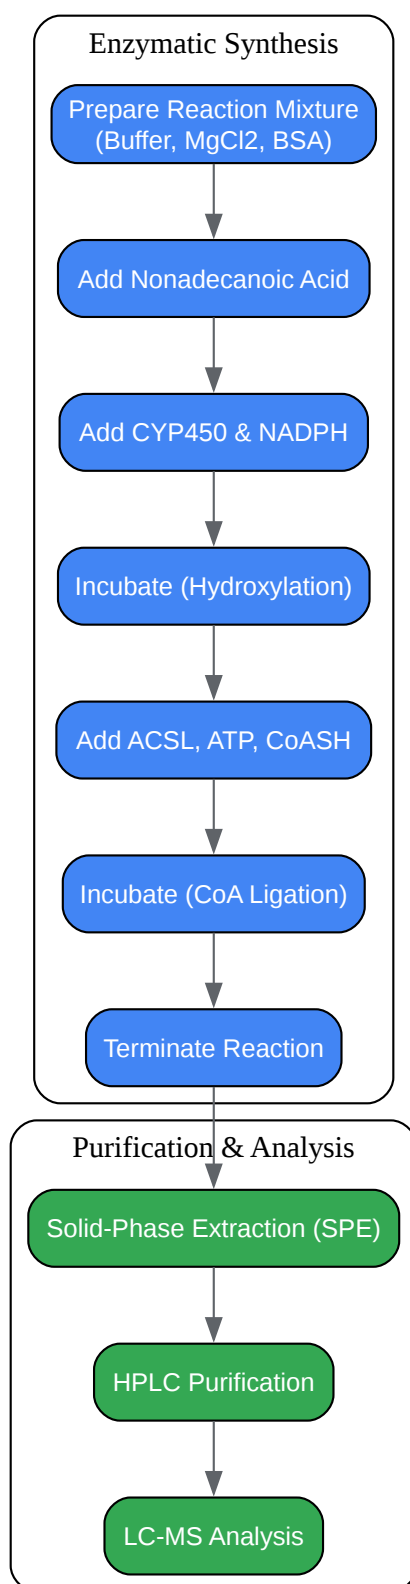 Enzymatic Synthesis
Prepare Reaction Mixture
(Buffer, MgCl2, BSA)
Add Nonadecanoic Acid
Add CYP450 & NADPH
Incubate (Hydroxylation)
Add ACSL, ATP, CoASH
Incubate (CoA Ligation)
Terminate Reaction
Purification & Analysis
Solid-Phase Extraction (SPE)
HPLC Purification
LC-MS Analysis